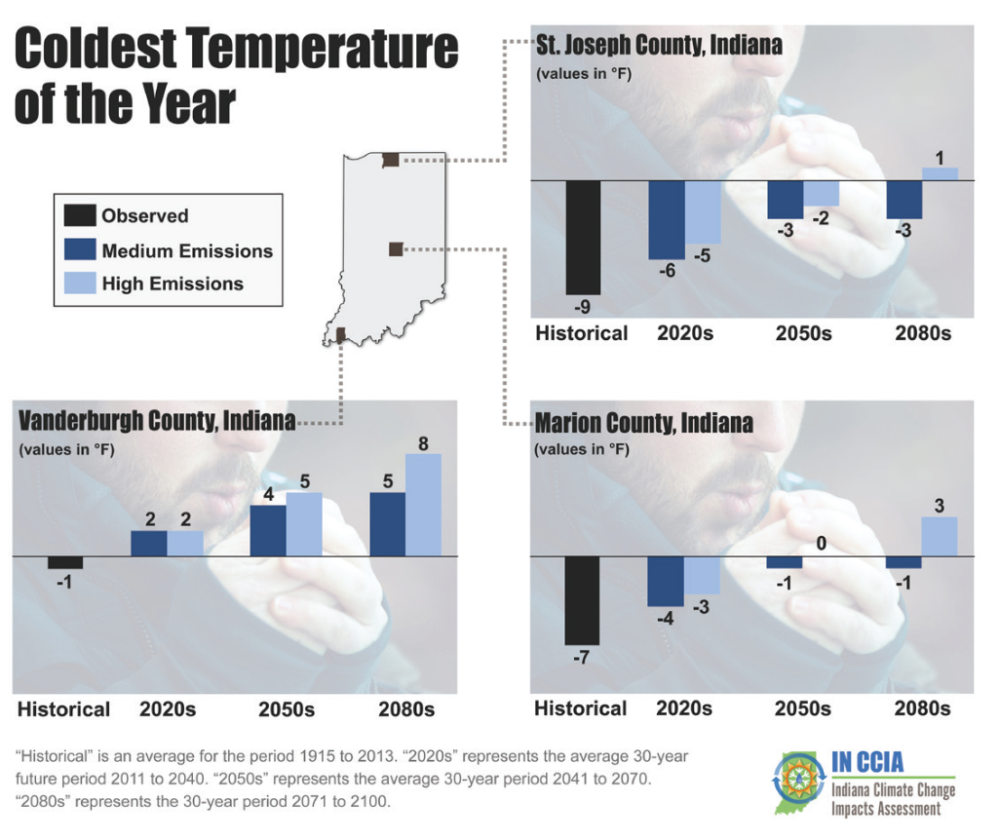 Coldest Temperature
of the Year
Observed
Medium Emissions
High Emissions
St. Joseph County, Indiana
(values in °F)
1
-9
-6
-5
-3
-2
-3
Historical 2020s 2050s 2080s
Vanderburgh County, Indiana
(values in °F)
-1
2
2
4
5
5
8
Historical 2020s 2050s 2080s
Marion County, Indiana
(values in °F)
-7
-4
-3
-1
0
-1
3
Historical 2020s 2050s 2080s
“Historical” is an average for the period 1915 to 2013. “2020s” represents the average 30-year
future period 2011 to 2040. “2050s” represents the average 30-year period 2041 to 2070.
“2080s” represents the 30-year period 2071 to 2100.
IN CCIA
Indiana Climate Change
Impacts Assessment